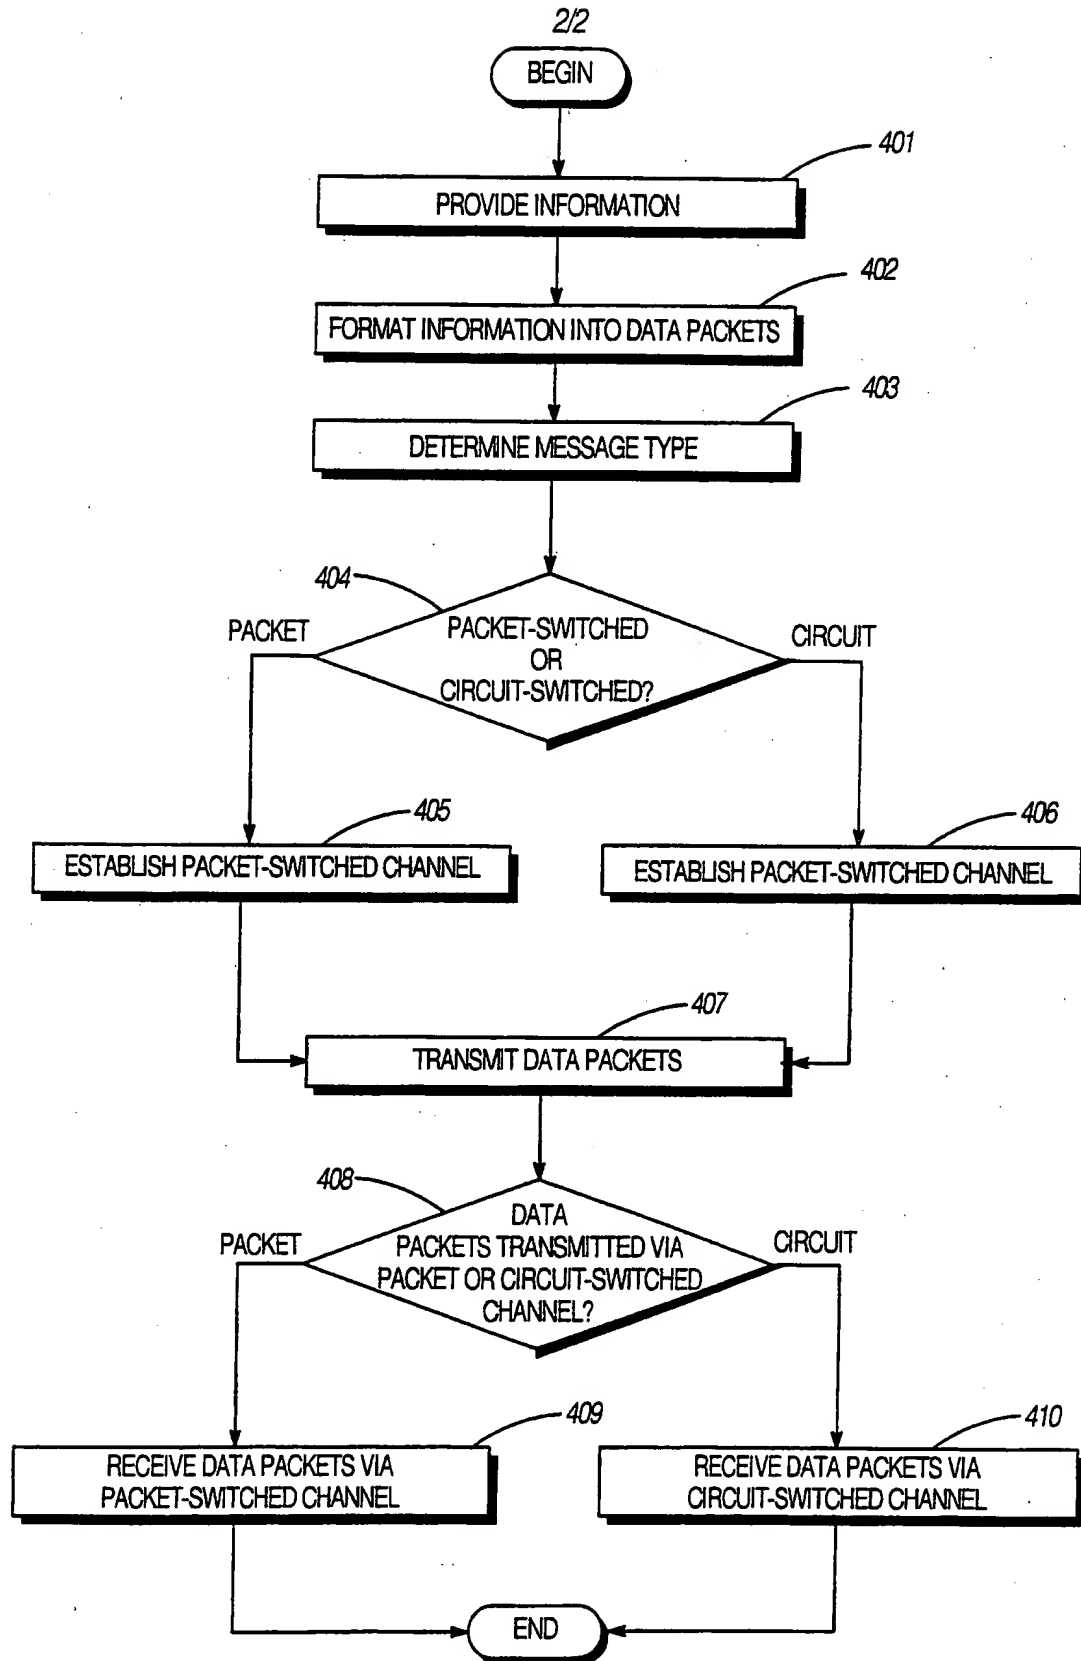 2/2
BEGIN
401
PROVIDE INFORMATION
402
FORMAT INFORMATION INTO DATA PACKETS
403
DETERMINE MESSAGE TYPE
404
PACKET
PACKET-SWITCHED
OR
CIRCUIT-SWITCHED?
CIRCUIT
405
ESTABLISH PACKET-SWITCHED CHANNEL
406
ESTABLISH PACKET-SWITCHED CHANNEL
407
TRANSMIT DATA PACKETS
408
PACKET
DATA
PACKETS TRANSMITTED VIA
PACKET OR CIRCUIT-SWITCHED
CHANNEL?
CIRCUIT
409
RECEIVE DATA PACKETS VIA
PACKET-SWITCHED CHANNEL
410
RECEIVE DATA PACKETS VIA
CIRCUIT-SWITCHED CHANNEL
END